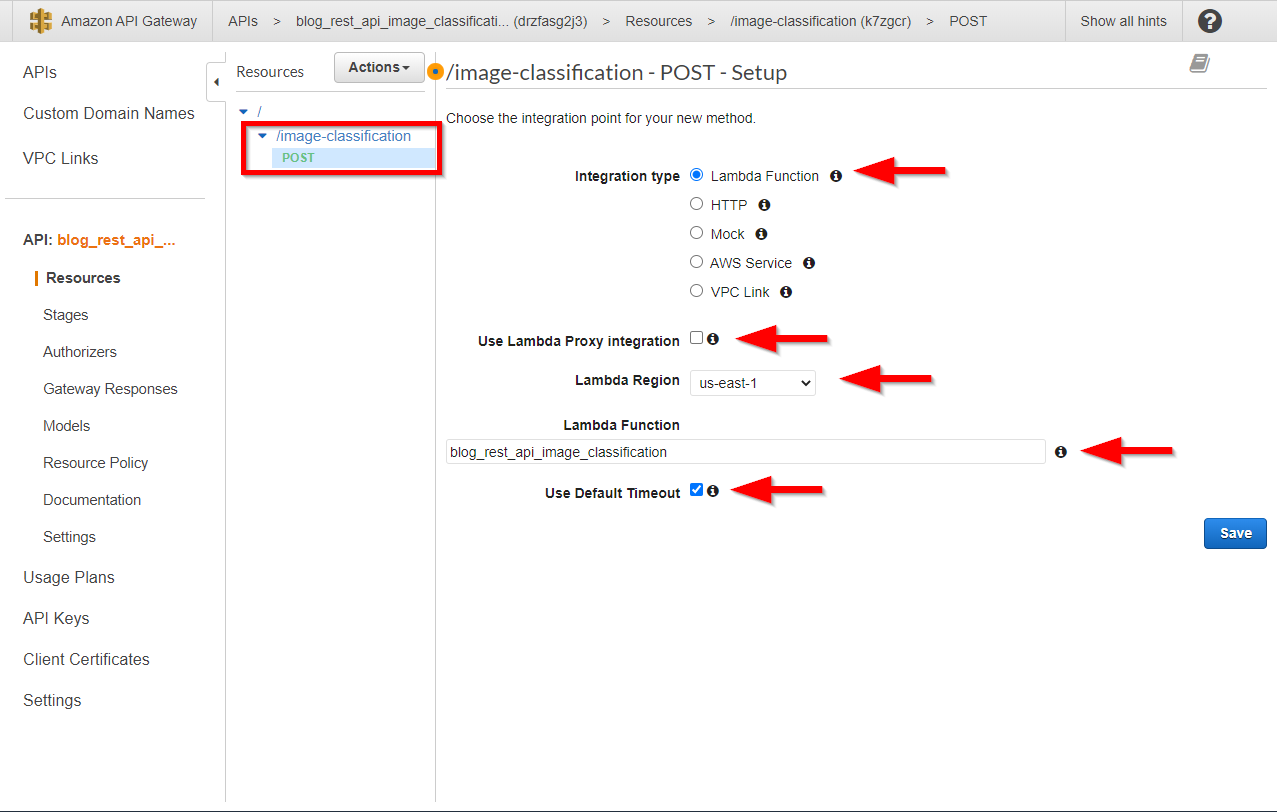 Amazon API Gateway
APIs > blog_rest_api_image_classificati... (drzfasg2j3) > Resources > /image-classification (k7zgcr) > POST
Show all hints
?
APIs
Custom Domain Names
VPC Links
API: blog_rest_api_...
Resources
Stages
Authorizers
Gateway Responses
Models
Resource Policy
Documentation
Settings
Usage Plans
API Keys
Client Certificates
Settings
Resources
Actions
/
/image-classification
POST
/image-classification - POST - Setup
Choose the integration point for your new method.
Integration type
Lambda Function
HTTP
Mock
AWS Service
VPC Link
Use Lambda Proxy integration
Lambda Region us-east-1
Lambda Function
blog_rest_api_image_classification
Use Default Timeout
Save